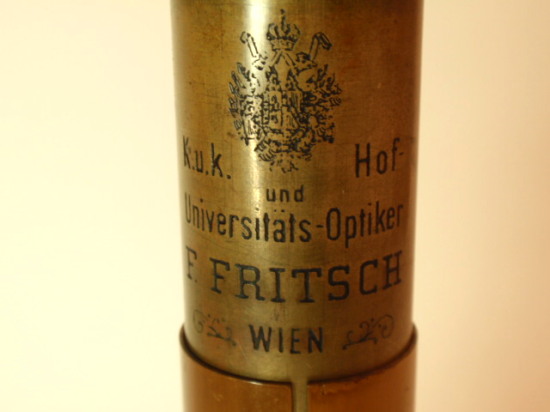 K.u.k. Hof-
und
Universitäts-Optiker
F. FRITSCH
WIEN